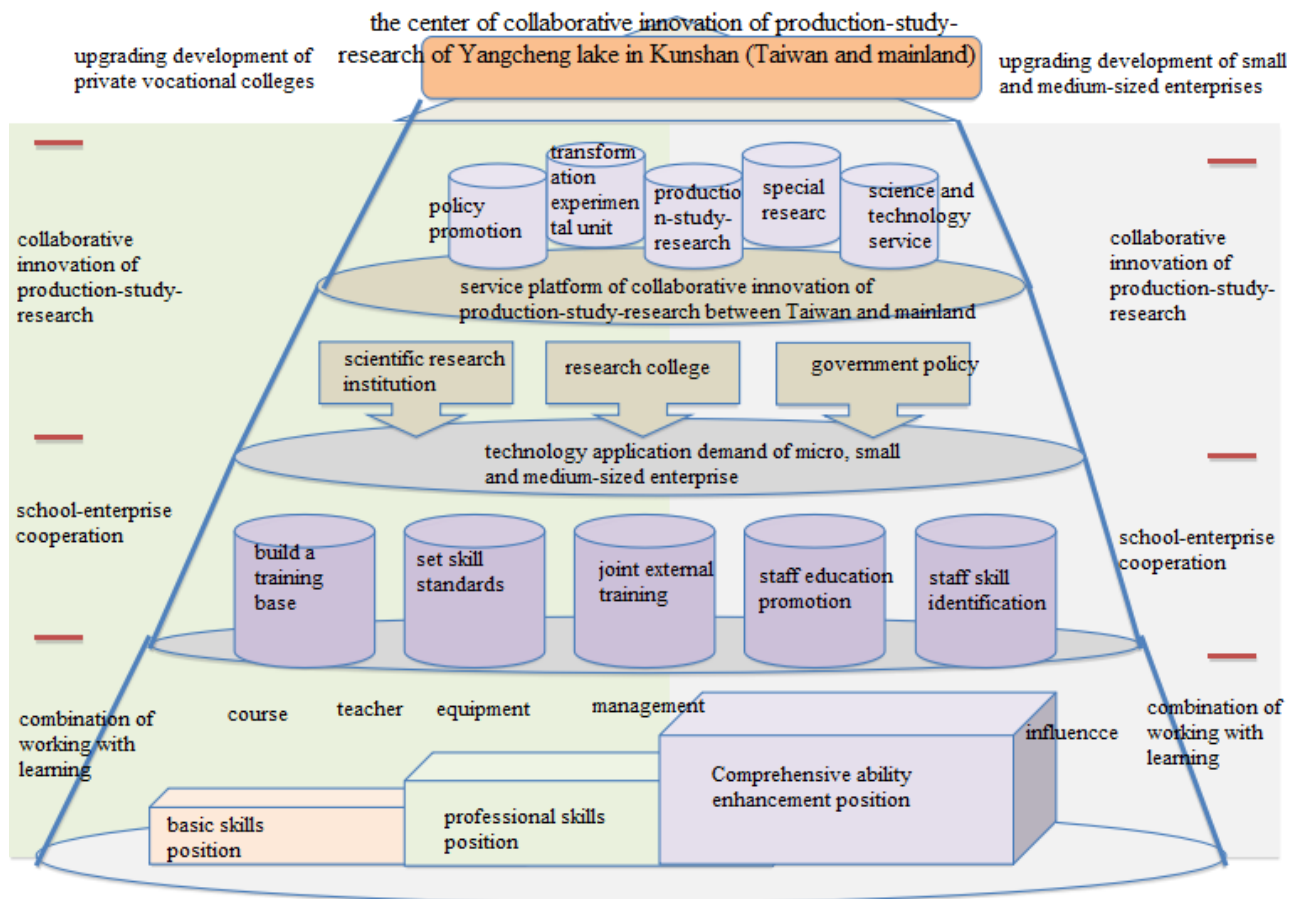 the center of collaborative innovation of production-study-
research of Yangcheng lake in Kunshan (Taiwan and mainland)
upgrading development of
private vocational colleges
upgrading development of small
and medium-sized enterprises
transform
ation
experimen
tal unit
policy
promotion
productio
n-study-
research
special
researc
science and
technology
service
collaborative
innovation of
production-study-
research
collaborative
innovation of
production-study-
research
service platform of collaborative innovation of
production-study-research between Taiwan and mainland
scientific research
institution
research college
government policy
technology application demand of micro, small
and medium-sized enterprise
school-enterprise
cooperation
school-enterprise
cooperation
build a
training
base
set skill
standards
joint external
training
staff education
promotion
staff skill
identification
combination of
working with
learning
course
teacher
equipment
management
influencce
combination of
working with
learning
basic skills
position
professional skills
position
Comprehensive ability
enhancement position